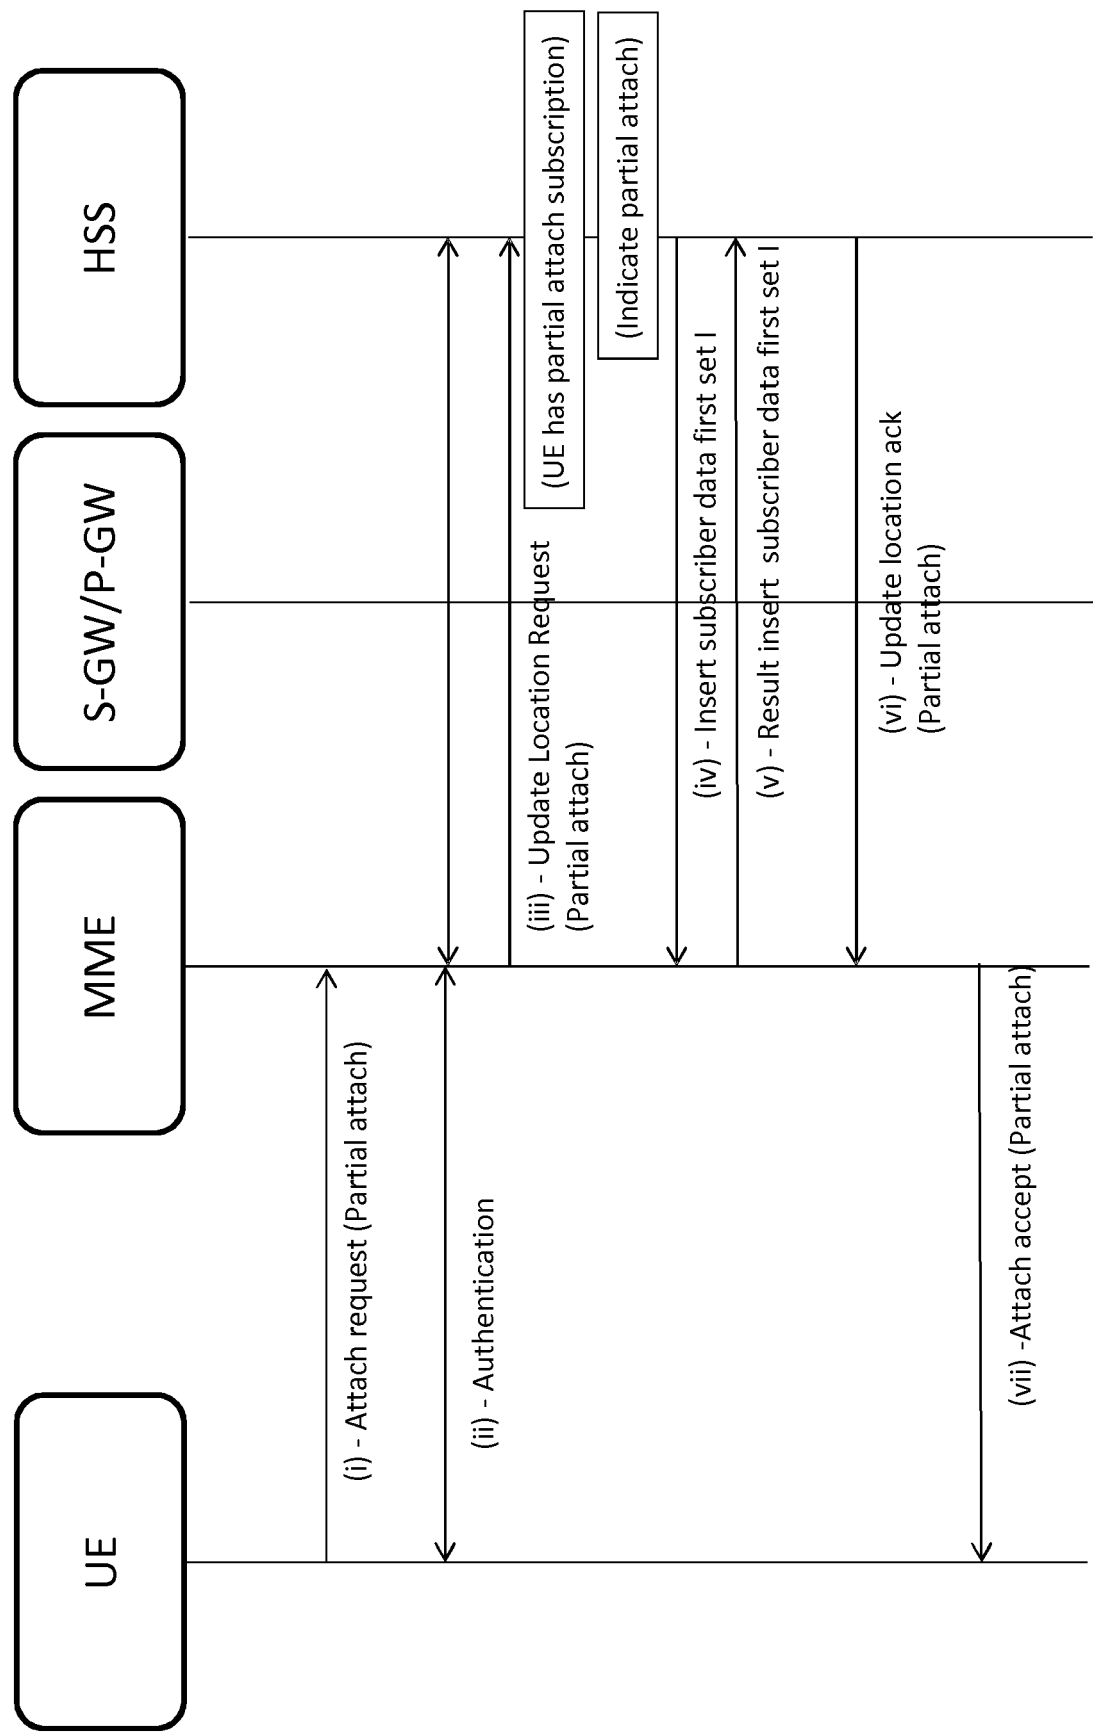 UE
MME
S-GW/P-GW
HSS
(i) - Attach request (Partial attach)
(ii) - Authentication
(iii) - Update Location Request
(Partial attach)
(UE has partial attach subscription)
(Indicate partial attach)
(iv) - Insert subscriber data first set I
(v) - Result insert subscriber data first set I
(vi) - Update location ack
(Partial attach)
(vii) -Attach accept (Partial attach)